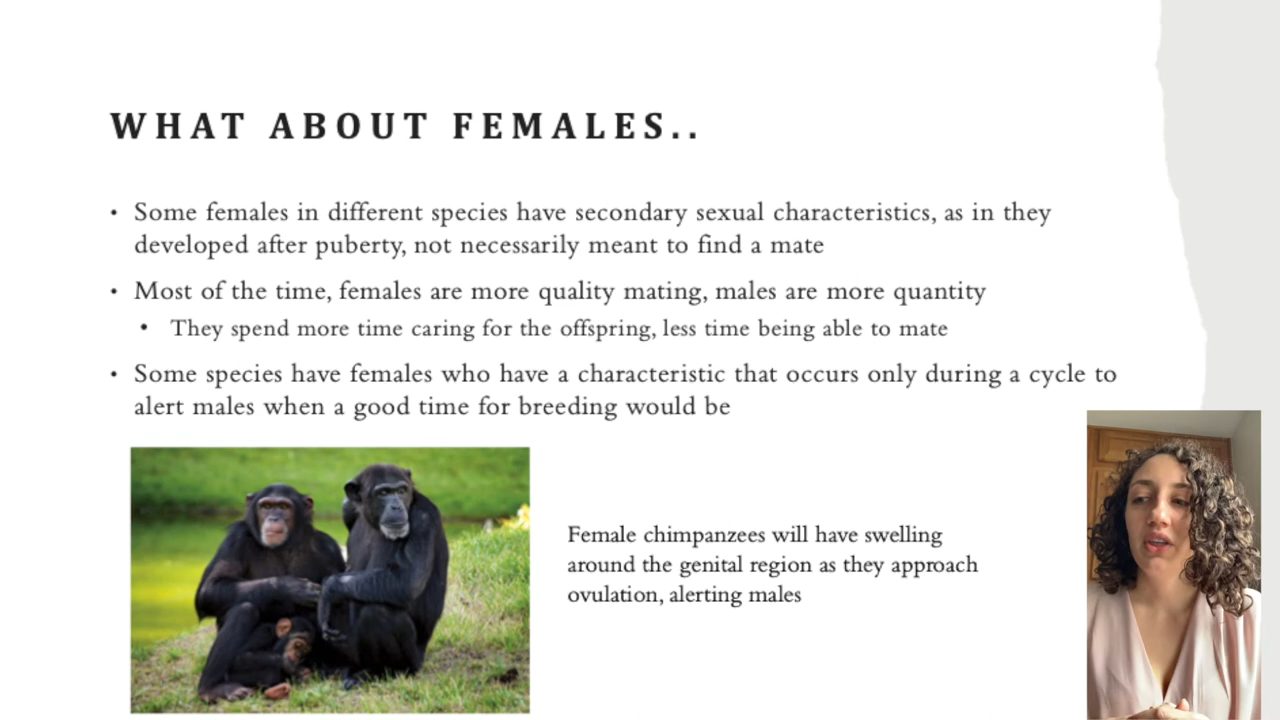 WHAT ABOUT FEMALES..
• Some females in different species have secondary sexual characteristics, as in they
developed after puberty, not necessarily meant to find a mate
• Most of the time, females are more quality mating, males are more quantity
• They spend more time caring for the offspring, less time being able to mate
• Some species have females who have a characteristic that occurs only during a cycle to
alert males when a good time for breeding would be
Female chimpanzees will have swelling
around the genital region as they approach
ovulation, alerting males